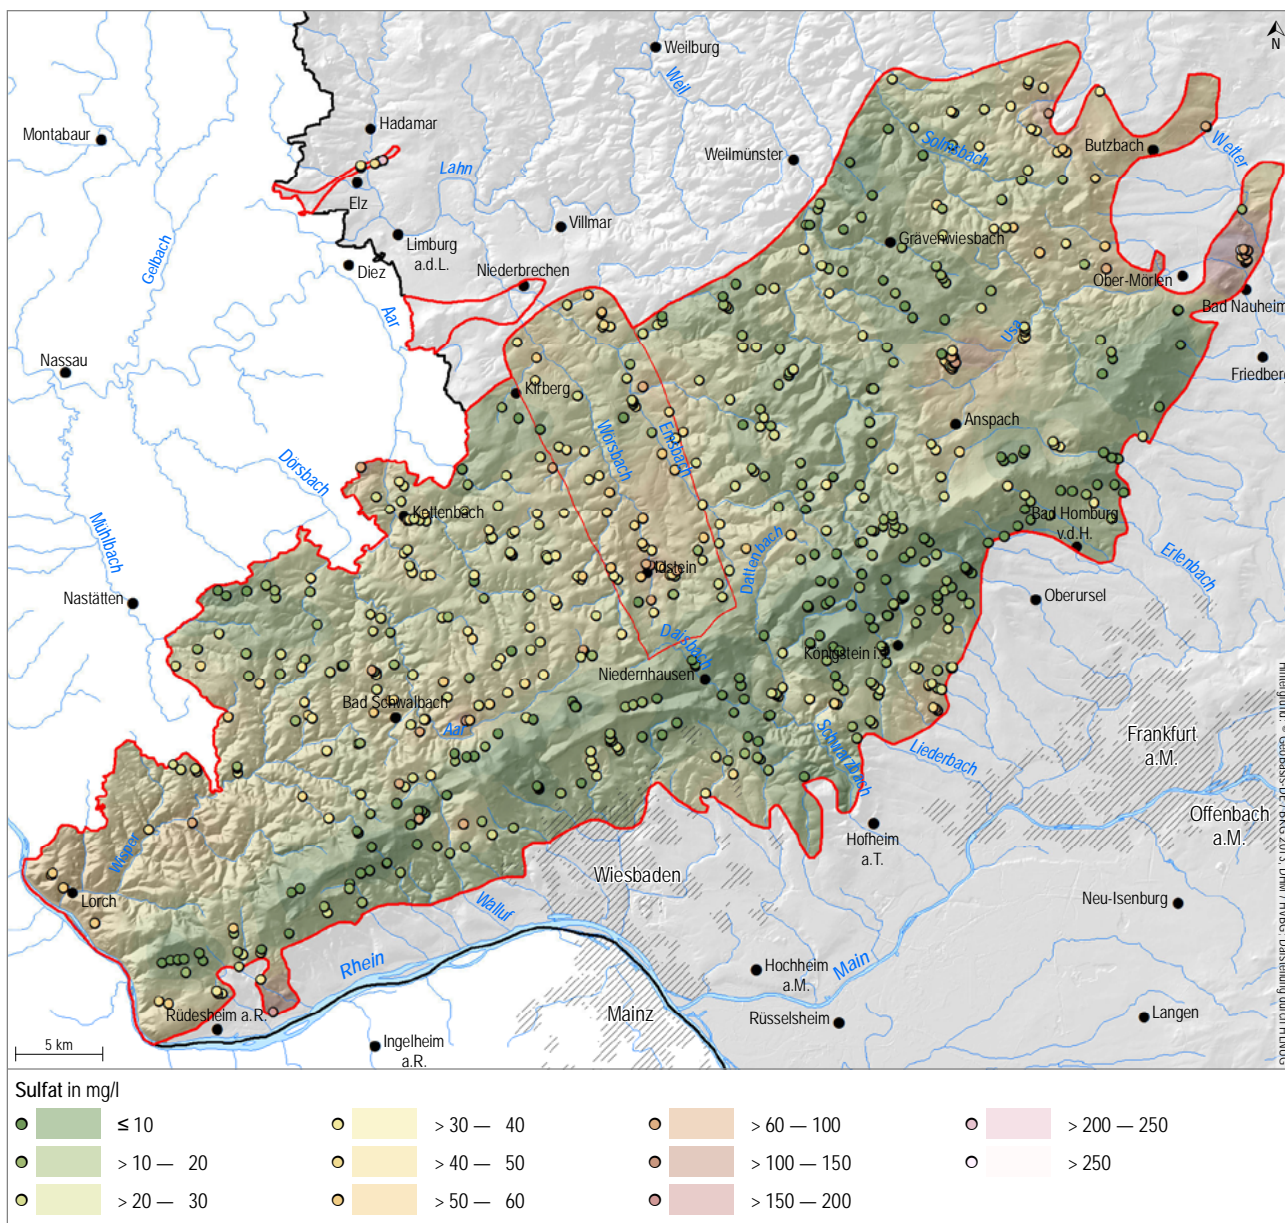 N
Weilburg
Weil
Montabaur
Hadamar
Weilmünster
Solmsbach
Butzbach
Wetter
Lahn
Elz
Villmar
Limburg
a.d.L.
Grävenwiesbach
Gelbach
Diez
Niederbrechen
Ober-Mörlen
Bad Nauheim
Aar
Usa
Nassau
Friedberg
Kirberg
Anspach
Wörsbach
Emsbach
Dörsbach
Kettenbach
Bad Homburg
v.d.H.
Mühlbach
Dattenbach
Erlenbach
Idstein
Nastätten
Oberursel
Daisbach
Königstein i.T.
Niedernhausen
Bad Schwalbach
Aar
Schwarzbach
Liederbach
Frankfurt
a.M.
Offenbach
a.M.
Hofheim
a.T.
Wisper
Wiesbaden
Lorch
Walluf
Neu-Isenburg
Rhein
Hochheim
a.M.
Main
Rüdesheim a.R.
Mainz
Rüsselsheim
Langen
5 km
Ingelheim
a.R.
Sulfat in mg/l
≤ 10
> 10 — 20
> 20 — 30
> 30 — 40
> 40 — 50
> 50 — 60
> 60 — 100
> 100 — 150
> 150 — 200
> 200 — 250
> 250